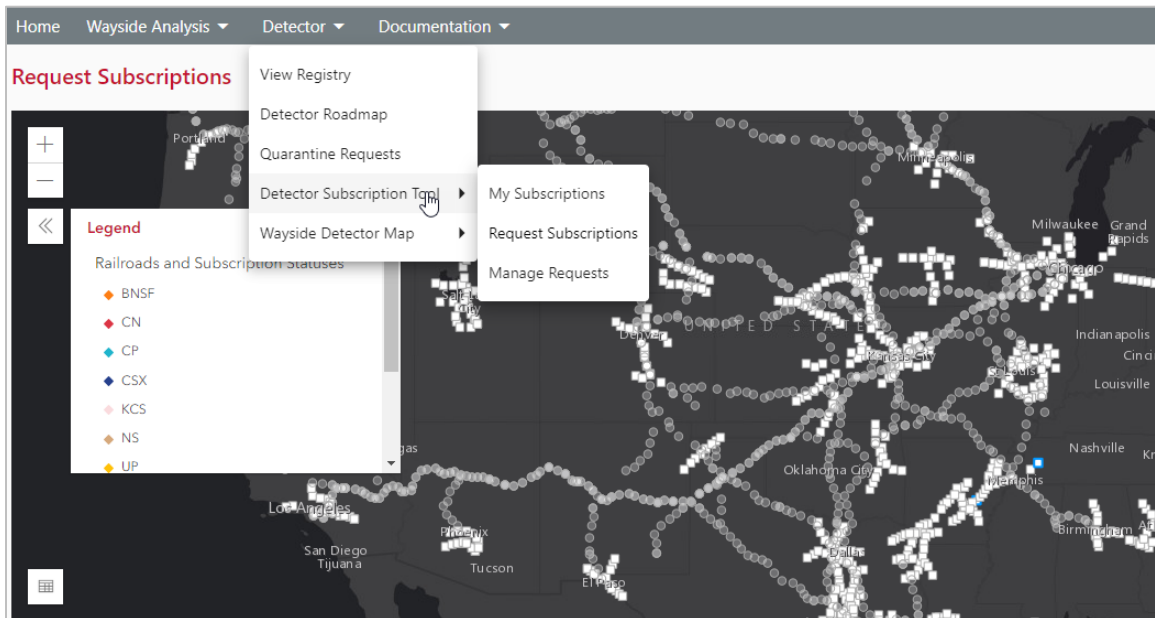 Home Wayside Analysis Detector Documentation
Request Subscriptions
View Registry
Detector Roadmap
Quarantine Requests
Detector Subscription Tool
Wayside Detector Map
My Subscriptions
Request Subscriptions
Manage Requests
Legend
Railroads and Subscription Statuses
BNSF
CN
CP
CSX
KCS
NS
UP
Portland
Minneapolis
Milwaukee
Grand
Rapids
Chicago
Salt Lake
City
Denver
UNITED STATE
Kansas City
St Louis
Indianapolis
Cinci
Louisville
gas
Oklahoma City
Nashville
Memphis
Los Angeles
Phoenix
Birmingham
San Diego
Tijuana
Tucson
El Paso
Dallas